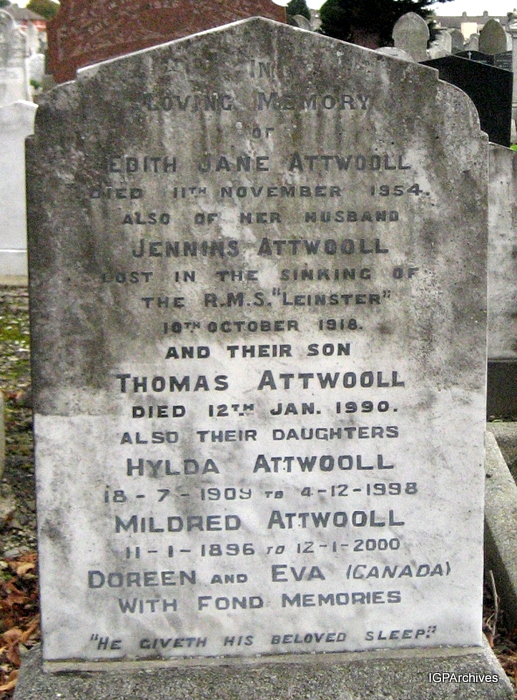 IN
LOVING MEMORY
OF
EDITH JANE ATTWOOLL
DIED 11TH NOVEMBER 1954.
ALSO OF HER HUSBAND
JENNINS ATTWOOLL
LOST IN THE SINKING OF
THE R.M.S. "LEINSTER"
10TH OCTOBER 1918.
AND THEIR SON
THOMAS ATTWOOLL
DIED 12TH JAN. 1990.
ALSO THEIR DAUGHTERS
HYLDA ATTWOOLL
18-7-1909 TO 4-12-1998
MILDRED ATTWOOLL
11-1-1896 TO 12-1-2000
DOREEN AND EVA (CANADA)
WITH FOND MEMORIES
"HE GIVETH HIS BELOVED SLEEP."
IGPArchives